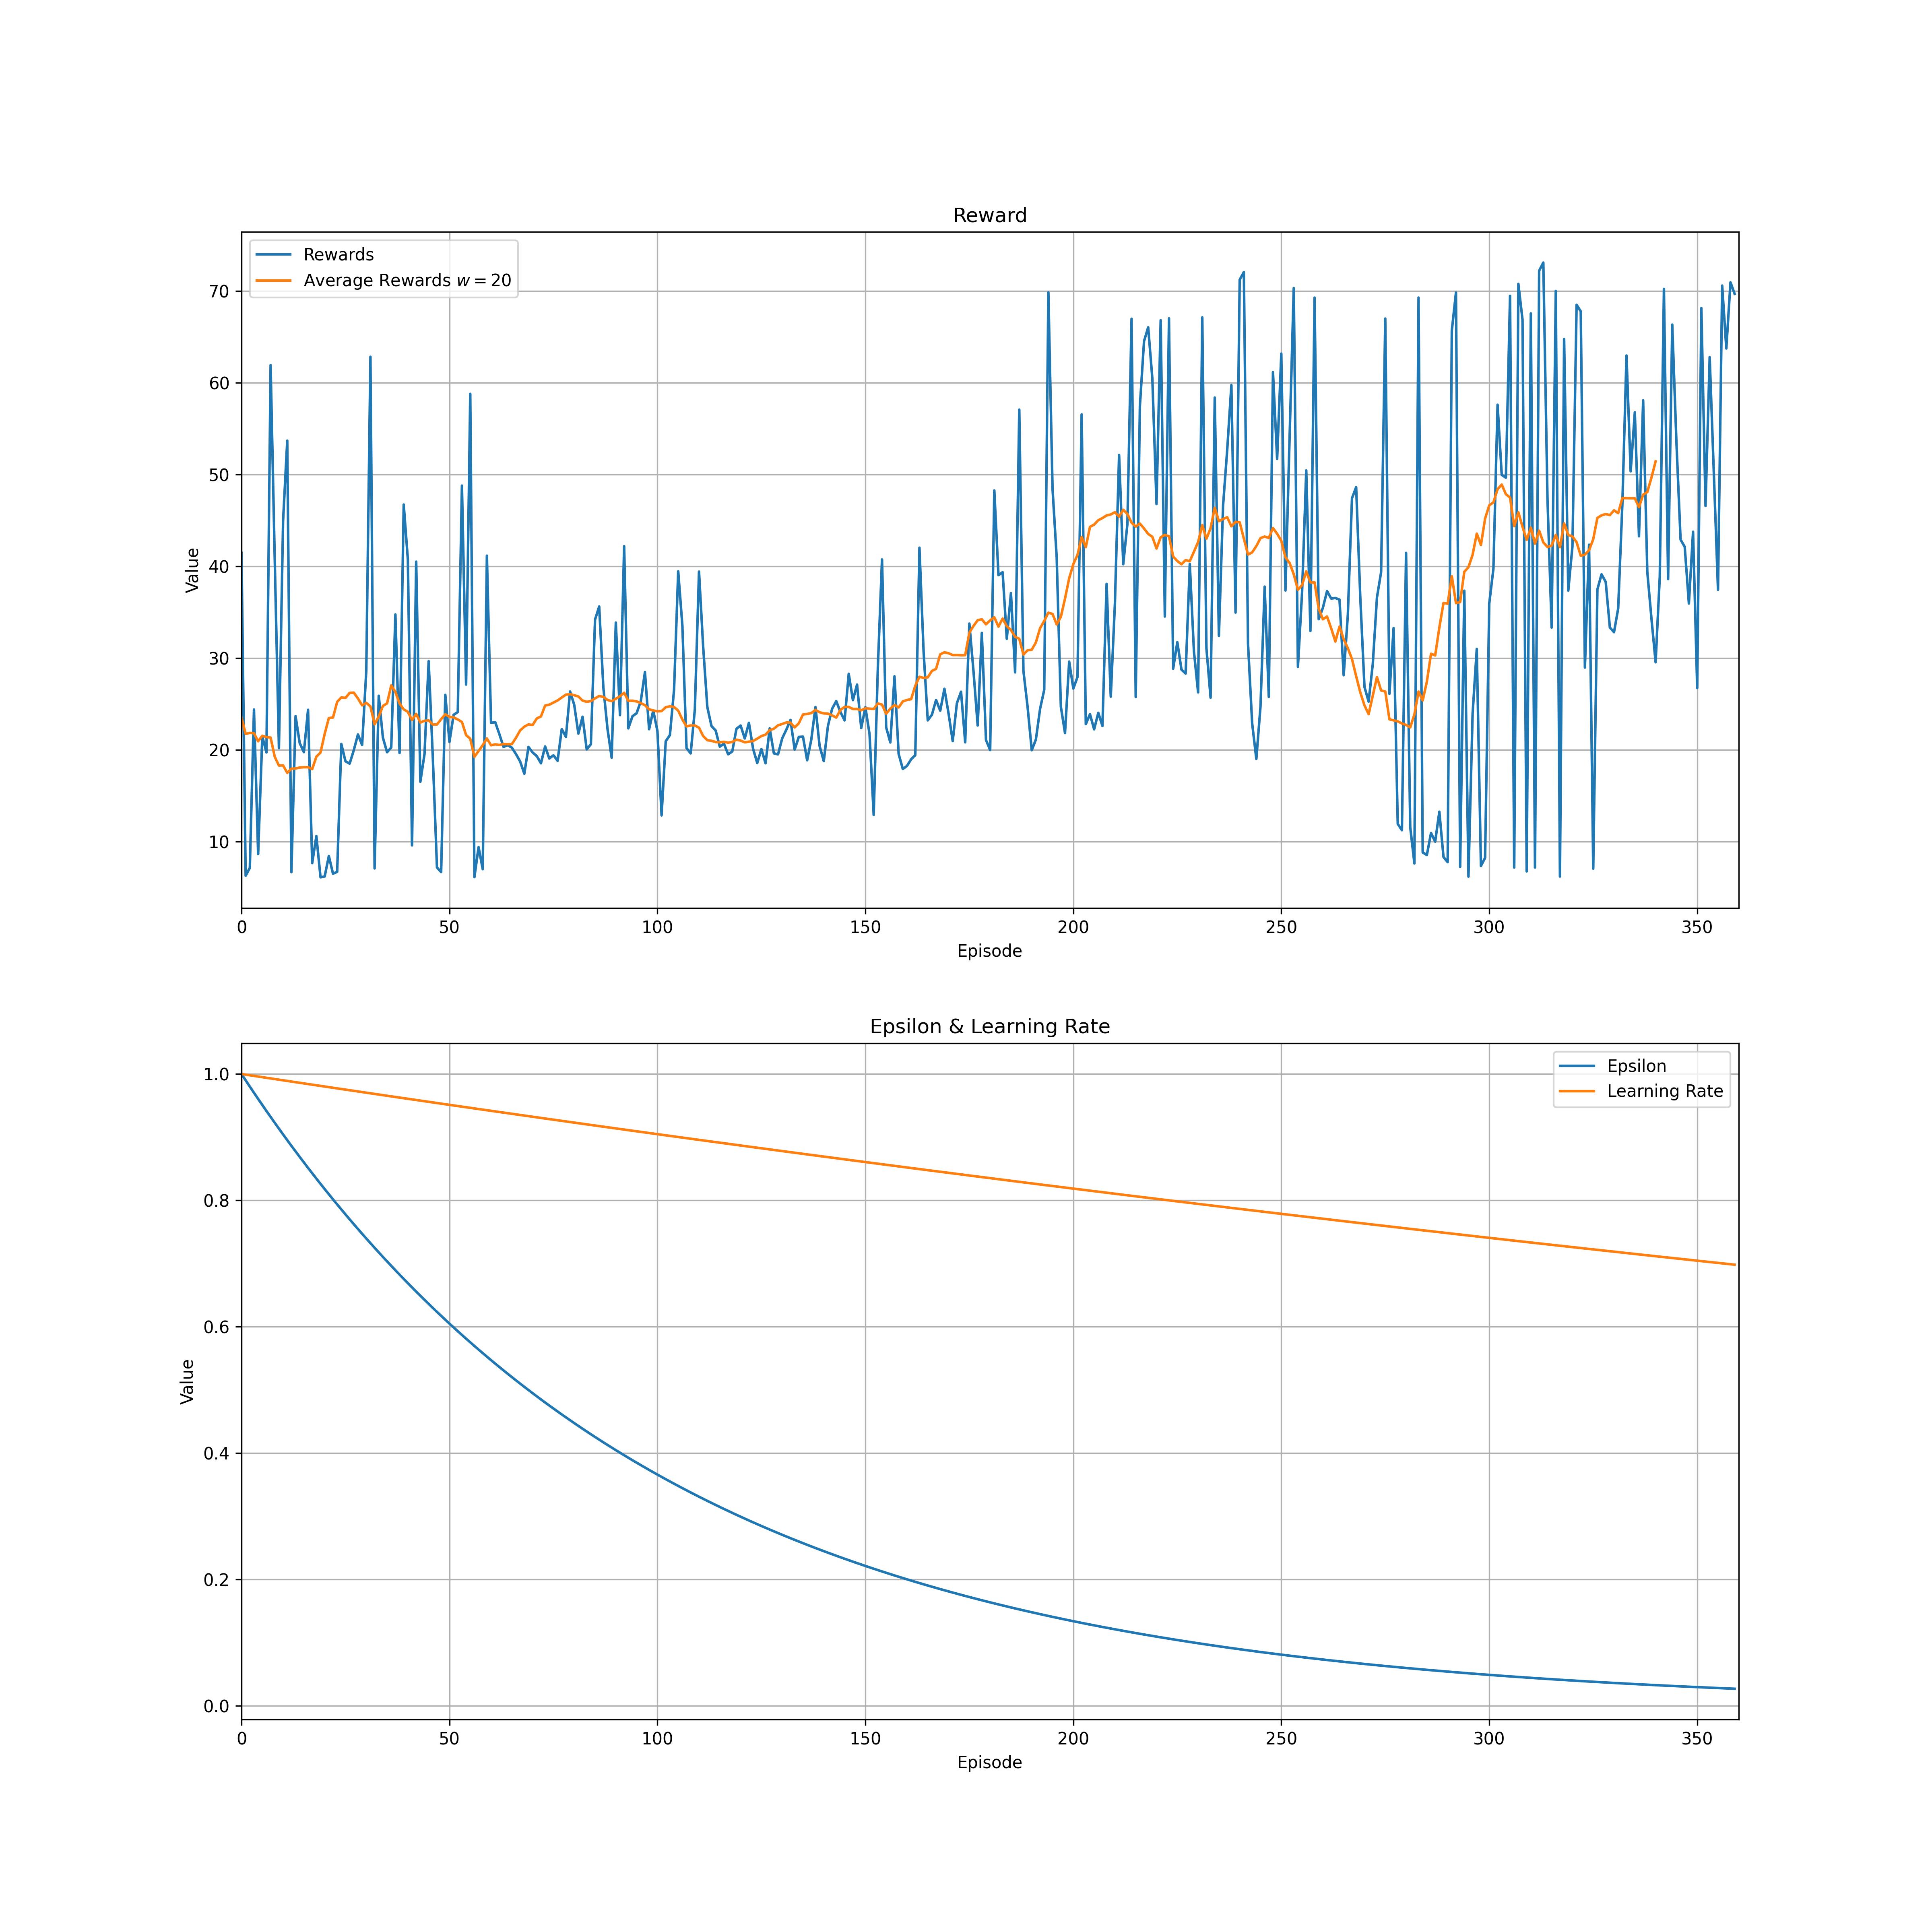 Reward
Rewards
Average Rewards w = 20
Value
70
60
50
40
30
20
10
0 50 100 150 200 250 300 350
Episode
Epsilon & Learning Rate
Epsilon
Learning Rate
Value
1.0
0.8
0.6
0.4
0.2
0.0
0 50 100 150 200 250 300 350
Episode